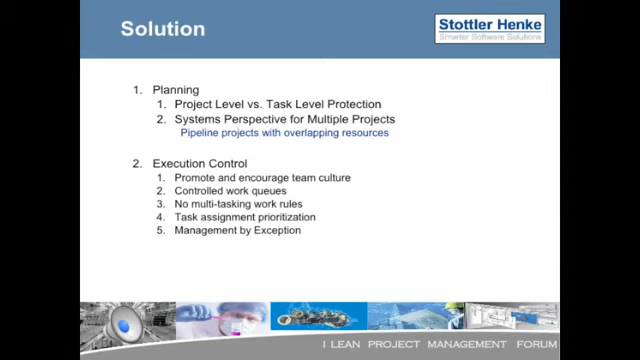 Solution
Stottler Henke
Smarter Software Solutions
1. Planning
1. Project Level vs. Task Level Protection
2. Systems Perspective for Multiple Projects
Pipeline projects with overlapping resources
2. Execution Control
1. Promote and encourage team culture
2. Controlled work queues
3. No multi-tasking work rules
4. Task assignment prioritization
5. Management by Exception
I LEAN PROJECT MANAGEMENT FORUM